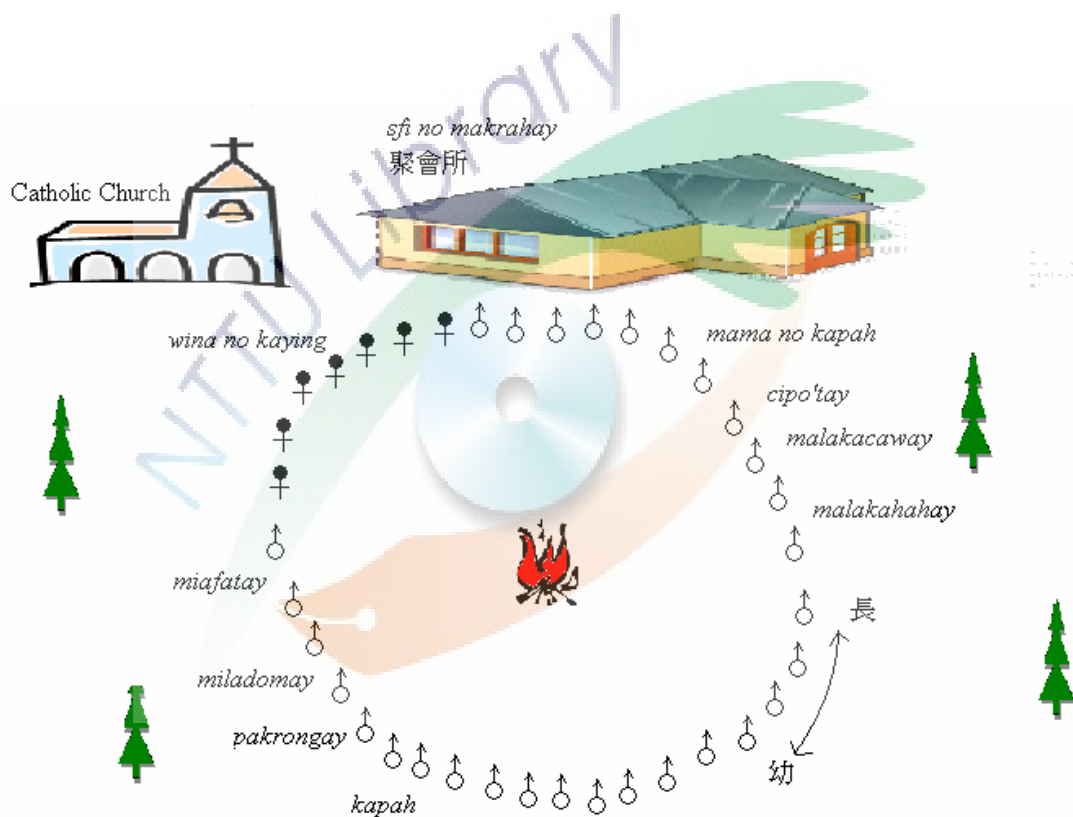 NTTU Library
sfi no makrahay
聚會所
Catholic Church
wina no kaying
mama no kapah
cipo'tay
malakacaway
malakahahay
miafatay
長
miladomay
pakrongay
幼
kapah